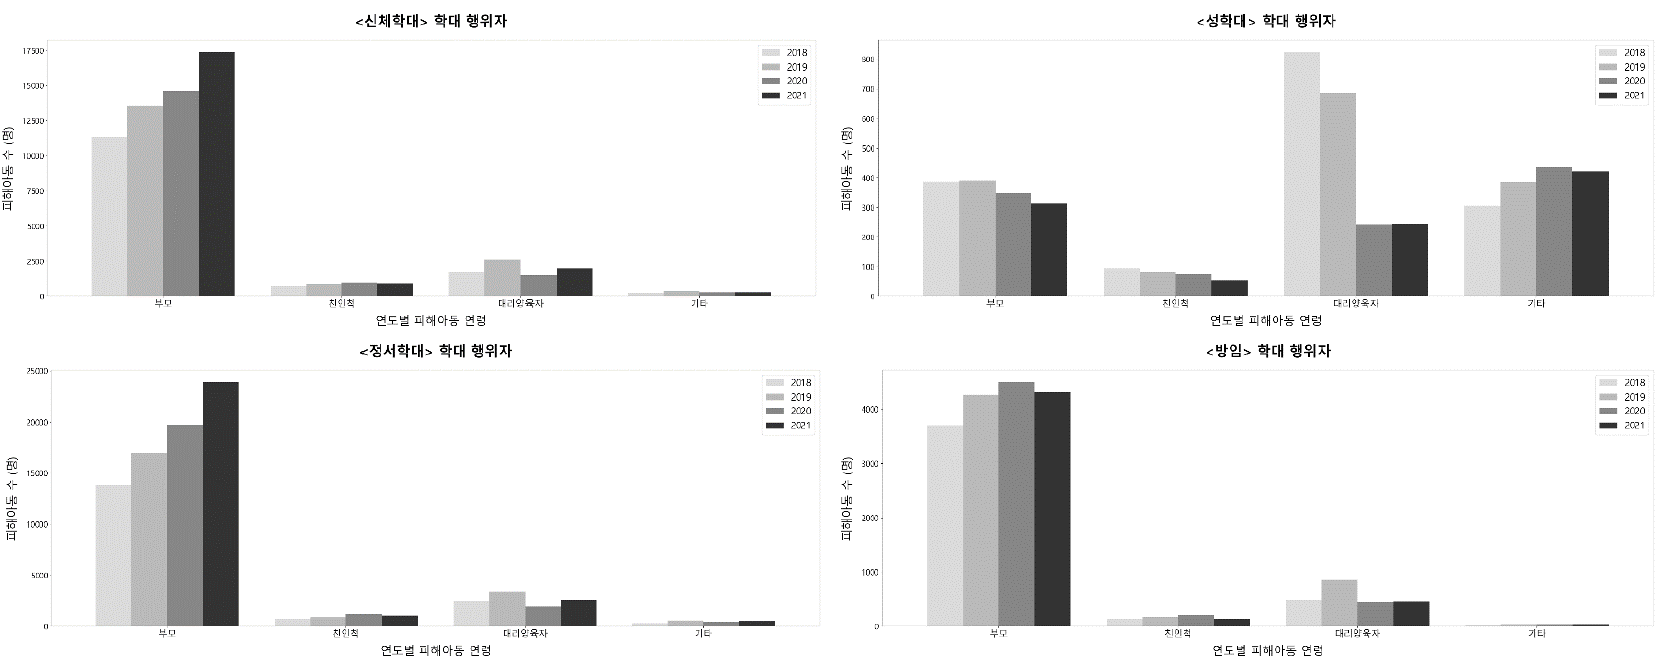 <신체학대> 학대 행위자
피해아동 수 (명)
17500
15000
12500
10000
7500
5000
2500
0
2018
2019
2020
2021
부모 친인척 대리양육자 기타
연도별 피해아동 연령
<성학대> 학대 행위자
피해아동 수 (명)
800
700
600
500
400
300
200
100
0
2018
2019
2020
2021
부모 친인척 대리양육자 기타
연도별 피해아동 연령
<정서학대> 학대 행위자
피해아동 수 (명)
25000
20000
15000
10000
5000
0
2018
2019
2020
2021
부모 친인척 대리양육자 기타
연도별 피해아동 연령
<방임> 학대 행위자
피해아동 수 (명)
4000
3000
2000
1000
0
2018
2019
2020
2021
부모 친인척 대리양육자 기타
연도별 피해아동 연령